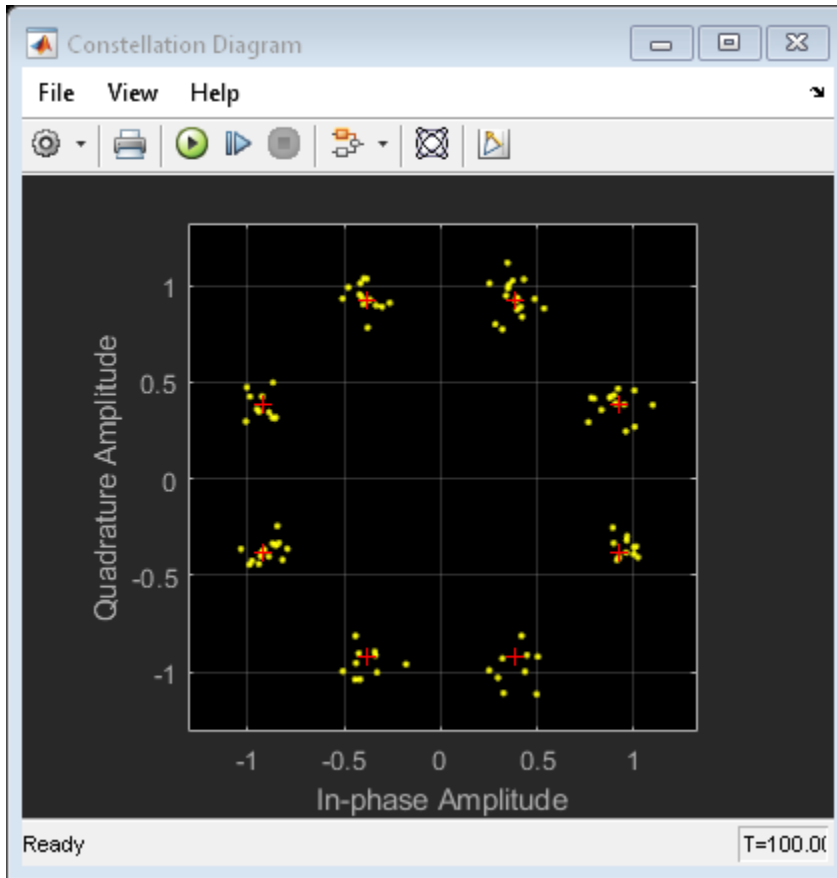 Constellation Diagram
File View Help
1
0.5
0
-0.5
-1
Quadrature Amplitude
-1 -0.5 0 0.5 1
In-phase Amplitude
Ready T=100.00